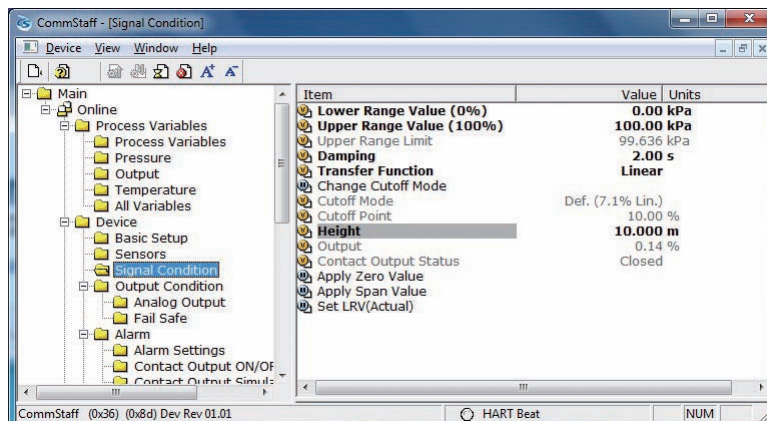 CommStaff - [Signal Condition]
Device View Window Help
A+ A-
Main
Online
Process Variables
Process Variables
Pressure
Output
Temperature
All Variables
Device
Basic Setup
Sensors
Signal Condition
Output Condition
Analog Output
Fail Safe
Alarm
Alarm Settings
Contact Output ON/OF
Contact Output Simula
Item Value Units
Lower Range Value (0%) 0.00 kPa
Upper Range Value (100%) 100.00 kPa
Upper Range Limit 99.636 kPa
Damping 2.00 s
Transfer Function Linear
Change Cutoff Mode
Cutoff Mode Def. (7.1% Lin.)
Cutoff Point 10.00 %
Height 10.000 m
Output 0.14 %
Contact Output Status Closed
Apply Zero Value
Apply Span Value
Set LRV(Actual)
CommStaff (0x36) (0x8d) Dev Rev 01.01 HART Beat NUM